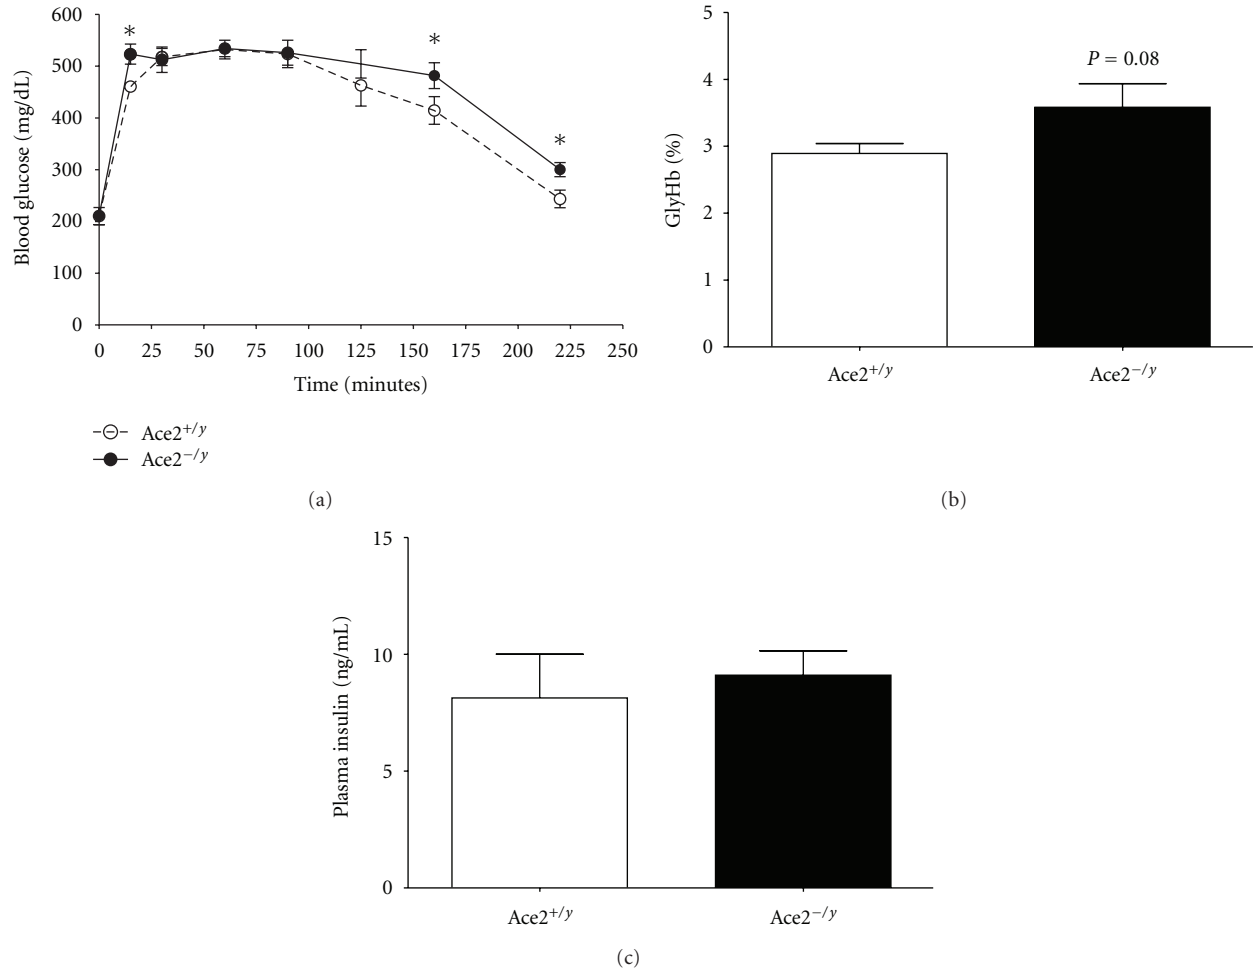 600
500
400
300
200
100
0
Blood glucose (mg/dL)
* * *
0 25 50 75 100 125 150 175 200 225 250
Time (minutes)
Ace2+/y
Ace2−/y
(a)
5
4
3
2
1
0
GlyHb (%)
P = 0.08
Ace2+/y Ace2−/y
(b)
15
10
5
0
Plasma insulin (ng/mL)
Ace2+/y Ace2−/y
(c)